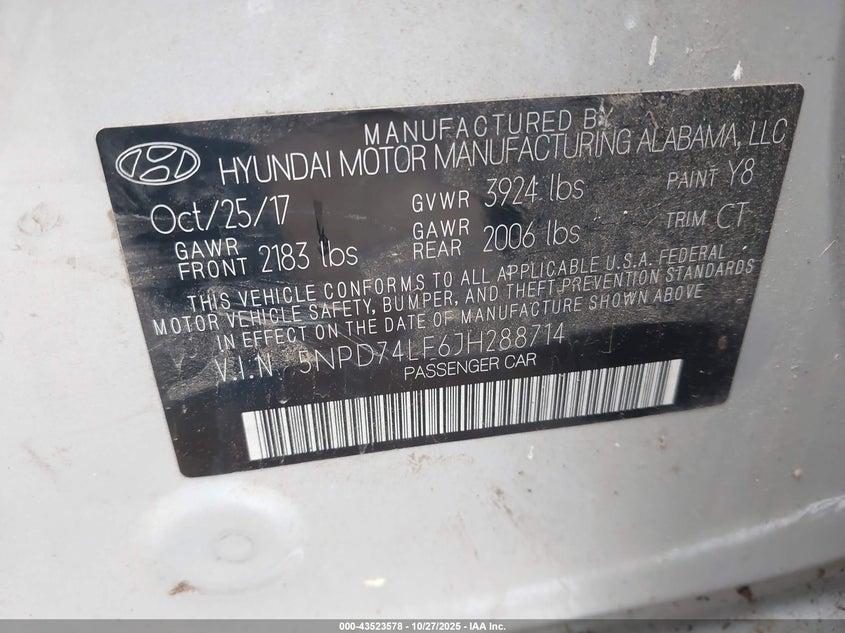 MANUFACTURED BY
HYUNDAI MOTOR MANUFACTURING ALABAMA, LLC
Oct/25/17 GVWR 3924 lbs PAINT Y8
GAWR FRONT 2183 lbs GAWR REAR 2006 lbs TRIM CT
THIS VEHICLE CONFORMS TO ALL APPLICABLE U.S.A. FEDERAL
MOTOR VEHICLE SAFETY, BUMPER, AND THEFT PREVENTION STANDARDS
IN EFFECT ON THE DATE OF MANUFACTURE SHOWN ABOVE
V.I.N. 5NPD74LF6JH288714
PASSENGER CAR
000-43523578 - 10/27/2025 - IAA Inc.